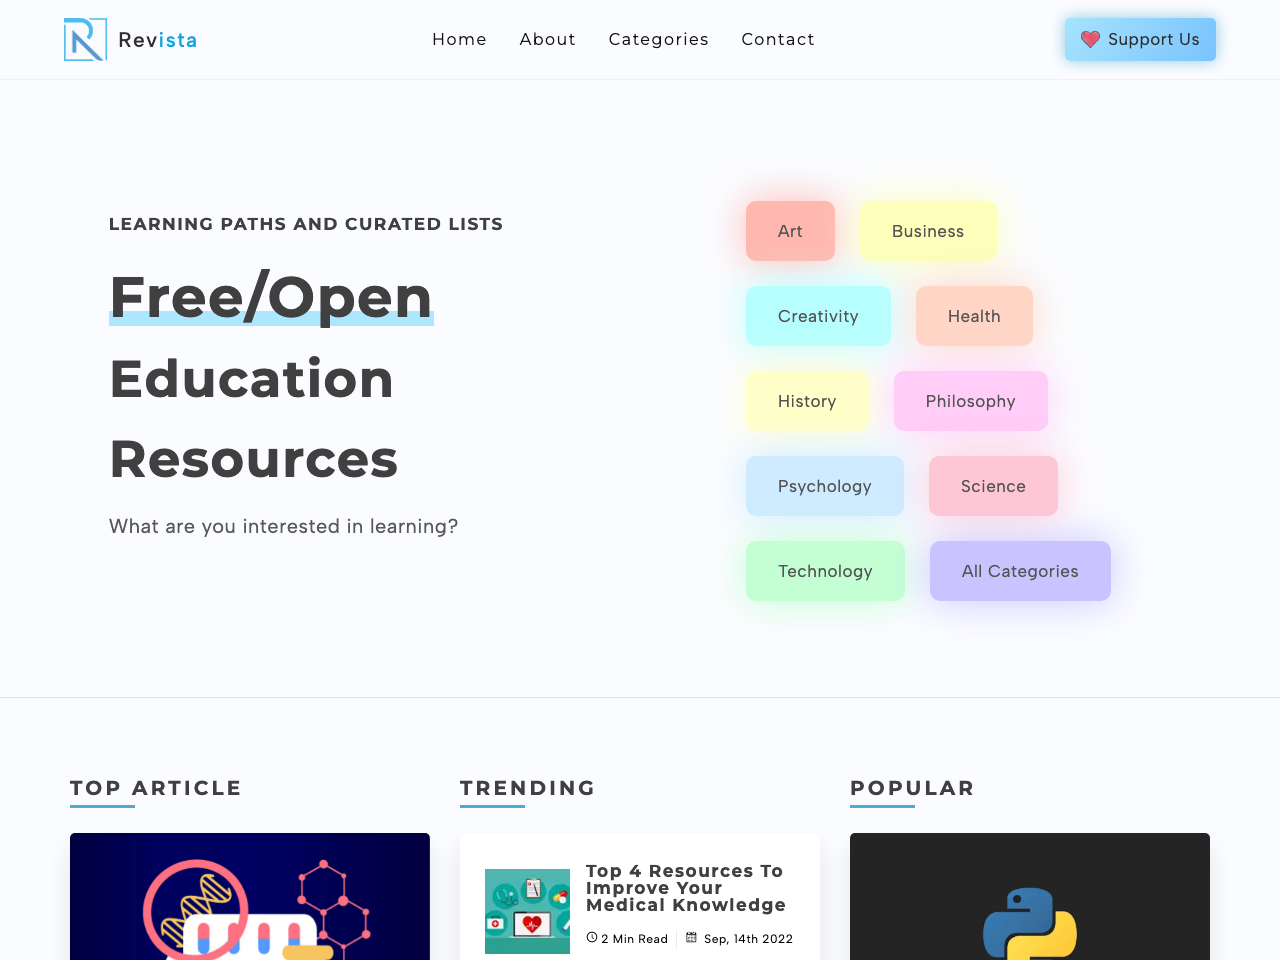 Revista
Home
About
Categories
Contact
Support Us
LEARNING PATHS AND CURATED LISTS
Free/Open
Education
Resources
What are you interested in learning?
Art
Business
Creativity
Health
History
Philosophy
Psychology
Science
Technology
All Categories
TOP ARTICLE
TRENDING
POPULAR
Top 4 Resources To
Improve Your
Medical Knowledge
2 Min Read
Sep, 14th 2022